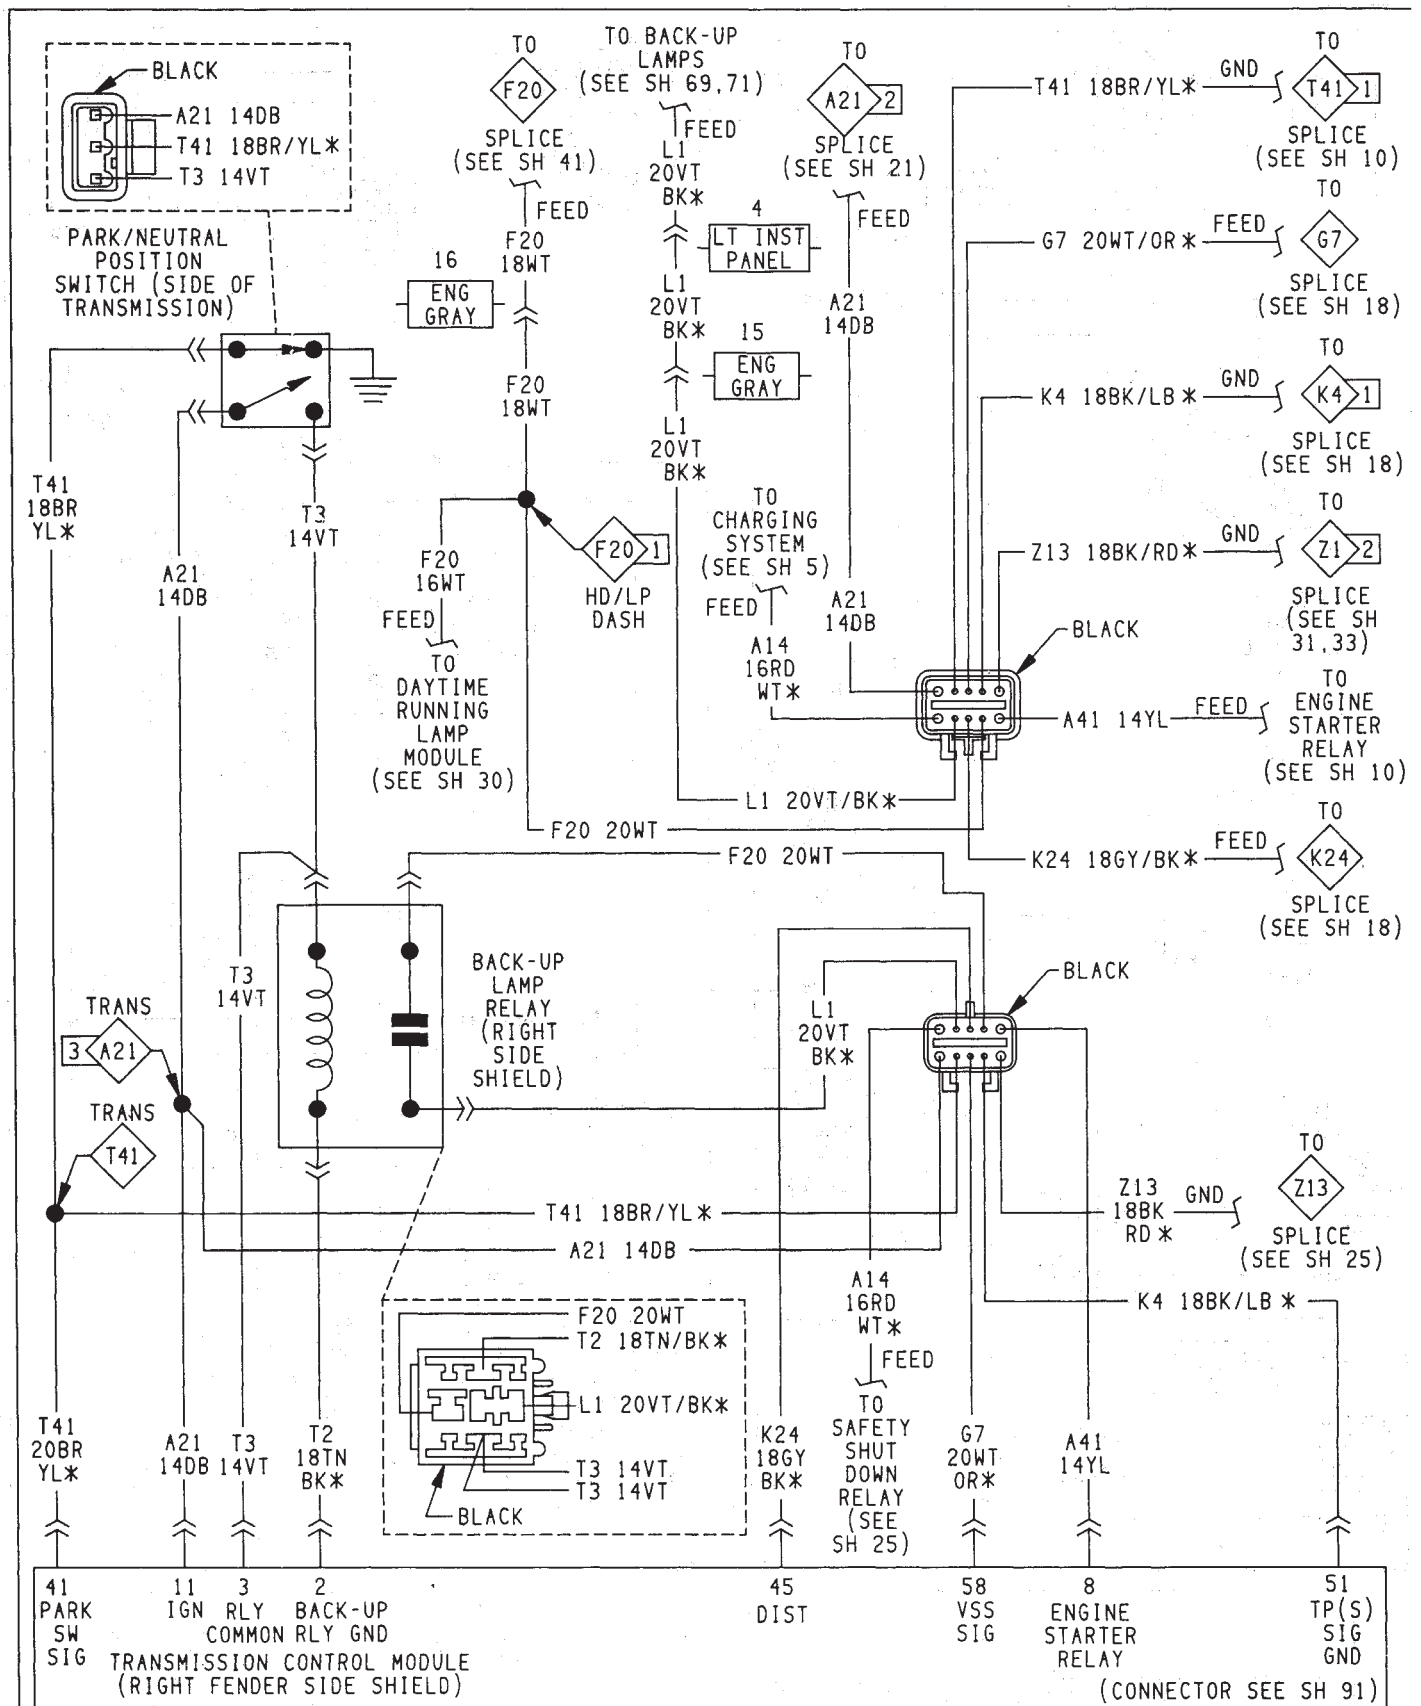 BLACK
A21 14DB
T41 18BR/YL*
T3 14VT
PARK/NEUTRAL
POSITION
SWITCH (SIDE OF
TRANSMISSION)
TO
F20
SPLICE
(SEE SH 41)
FEED
F20
18WT
16
ENG
GRAY
F20
18WT
TO BACK-UP
LAMPS
(SEE SH 69,71)
FEED
L1
20VT
BK*
4
LT INST
PANEL
L1
20VT
BK*
15
ENG
GRAY
L1
20VT
BK*
TO
A21 2
SPLICE
(SEE SH 21)
FEED
A21
14DB
T41 18BR/YL*
GND
TO
T41 1
SPLICE
(SEE SH 10)
G7 20WT/OR*
FEED
TO
G7
SPLICE
(SEE SH 18)
K4 18BK/LB*
GND
TO
K4 1
SPLICE
(SEE SH 18)
Z13 18BK/RD*
GND
TO
Z1 2
SPLICE
(SEE SH
31,33)
T41
18BR
YL*
A21
14DB
T3
14VT
F20
16WT
FEED
TO
DAYTIME
RUNNING
LAMP
MODULE
(SEE SH 30)
F20 1
HD/LP
DASH
TO
CHARGING
SYSTEM
(SEE SH 5)
FEED
A14
16RD
WT*
A21
14DB
BLACK
A41 14YL
FEED
TO
ENGINE
STARTER
RELAY
(SEE SH 10)
L1 20VT/BK*
F20 20WT
F20 20WT
K24 18GY/BK*
FEED
TO
K24
SPLICE
(SEE SH 18)
T3
14VT
BACK-UP
LAMP
RELAY
(RIGHT
SIDE
SHIELD)
L1
20VT
BK*
BLACK
TRANS
3 A21
TRANS
T41
T41 18BR/YL*
A21 14DB
Z13
18BK
RD*
GND
TO
Z13
SPLICE
(SEE SH 25)
A14
16RD
WT*
FEED
TO
SAFETY
SHUT
DOWN
RELAY
(SEE
SH 25)
K4 18BK/LB*
F20 20WT
T2 18TN/BK*
L1 20VT/BK*
T3 14VT
T3 14VT
BLACK
T41
20BR
YL*
A21
14DB
T3
14VT
T2
18TN
BK*
K24
18GY
BK*
G7
20WT
OR*
A41
14YL
41
PARK
SW
SIG
11
IGN
3
RLY
COMMON
2
BACK-UP
RLY GND
45
DIST
58
VSS
SIG
8
ENGINE
STARTER
RELAY
51
TP(S)
SIG
GND
TRANSMISSION CONTROL MODULE
(RIGHT FENDER SIDE SHIELD)
(CONNECTOR SEE SH 91)